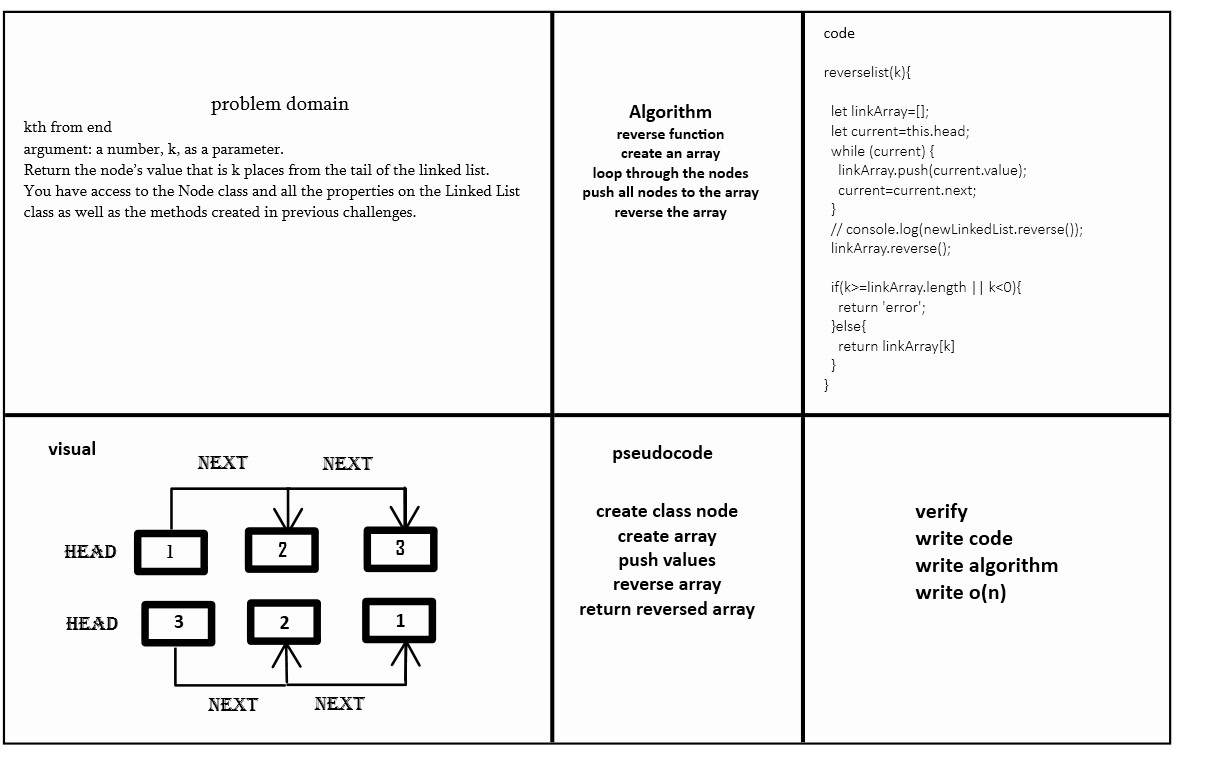 problem domain
kth from end
argument: a number, k, as a parameter.
Return the node’s value that is k places from the tail of the linked list.
You have access to the Node class and all the properties on the Linked List
class as well as the methods created in previous challenges.
Algorithm
reverse function
create an array
loop through the nodes
push all nodes to the array
reverse the array
code
reverselist(k){
let linkArray=[];
let current=this.head;
while (current) {
linkArray.push(current.value);
current=current.next;
}
// console.log(newLinkedList.reverse());
linkArray.reverse();
if(k>=linkArray.length || k<0){
return 'error';
}else{
return linkArray[k]
}
}
visual
NEXT NEXT
HEAD 1 2 3
HEAD 3 2 1
NEXT NEXT
pseudocode
create class node
create array
push values
reverse array
return reversed array
verify
write code
write algorithm
write o(n)